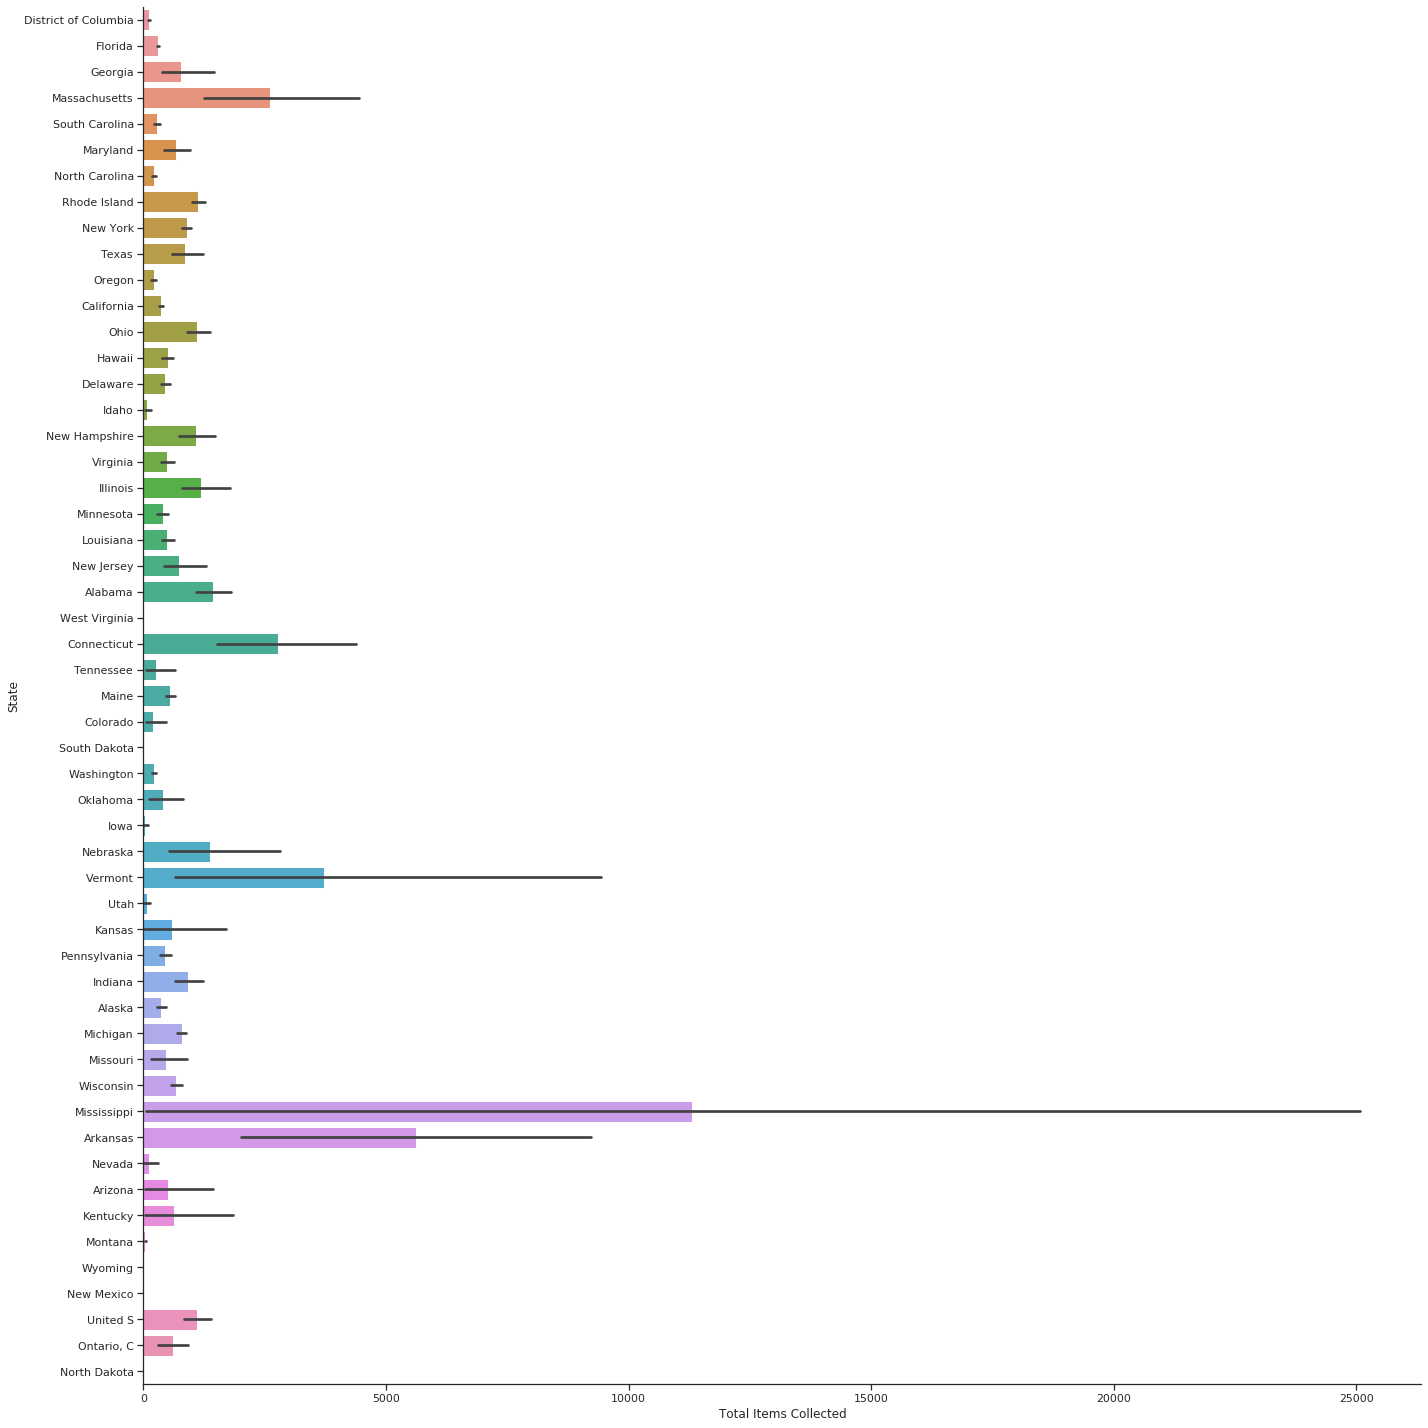 District of Columbia
Florida
Georgia
Massachusetts
South Carolina
Maryland
North Carolina
Rhode Island
New York
Texas
Oregon
California
Ohio
Hawaii
Delaware
Idaho
New Hampshire
Virginia
Illinois
Minnesota
Louisiana
New Jersey
Alabama
West Virginia
Connecticut
Tennessee
Maine
Colorado
South Dakota
Washington
Oklahoma
Iowa
Nebraska
Vermont
Utah
Kansas
Pennsylvania
Indiana
Alaska
Michigan
Missouri
Wisconsin
Mississippi
Arkansas
Nevada
Arizona
Kentucky
Montana
Wyoming
New Mexico
United S
Ontario, C
North Dakota
State
0 5000 10000 15000 20000 25000
Total Items Collected